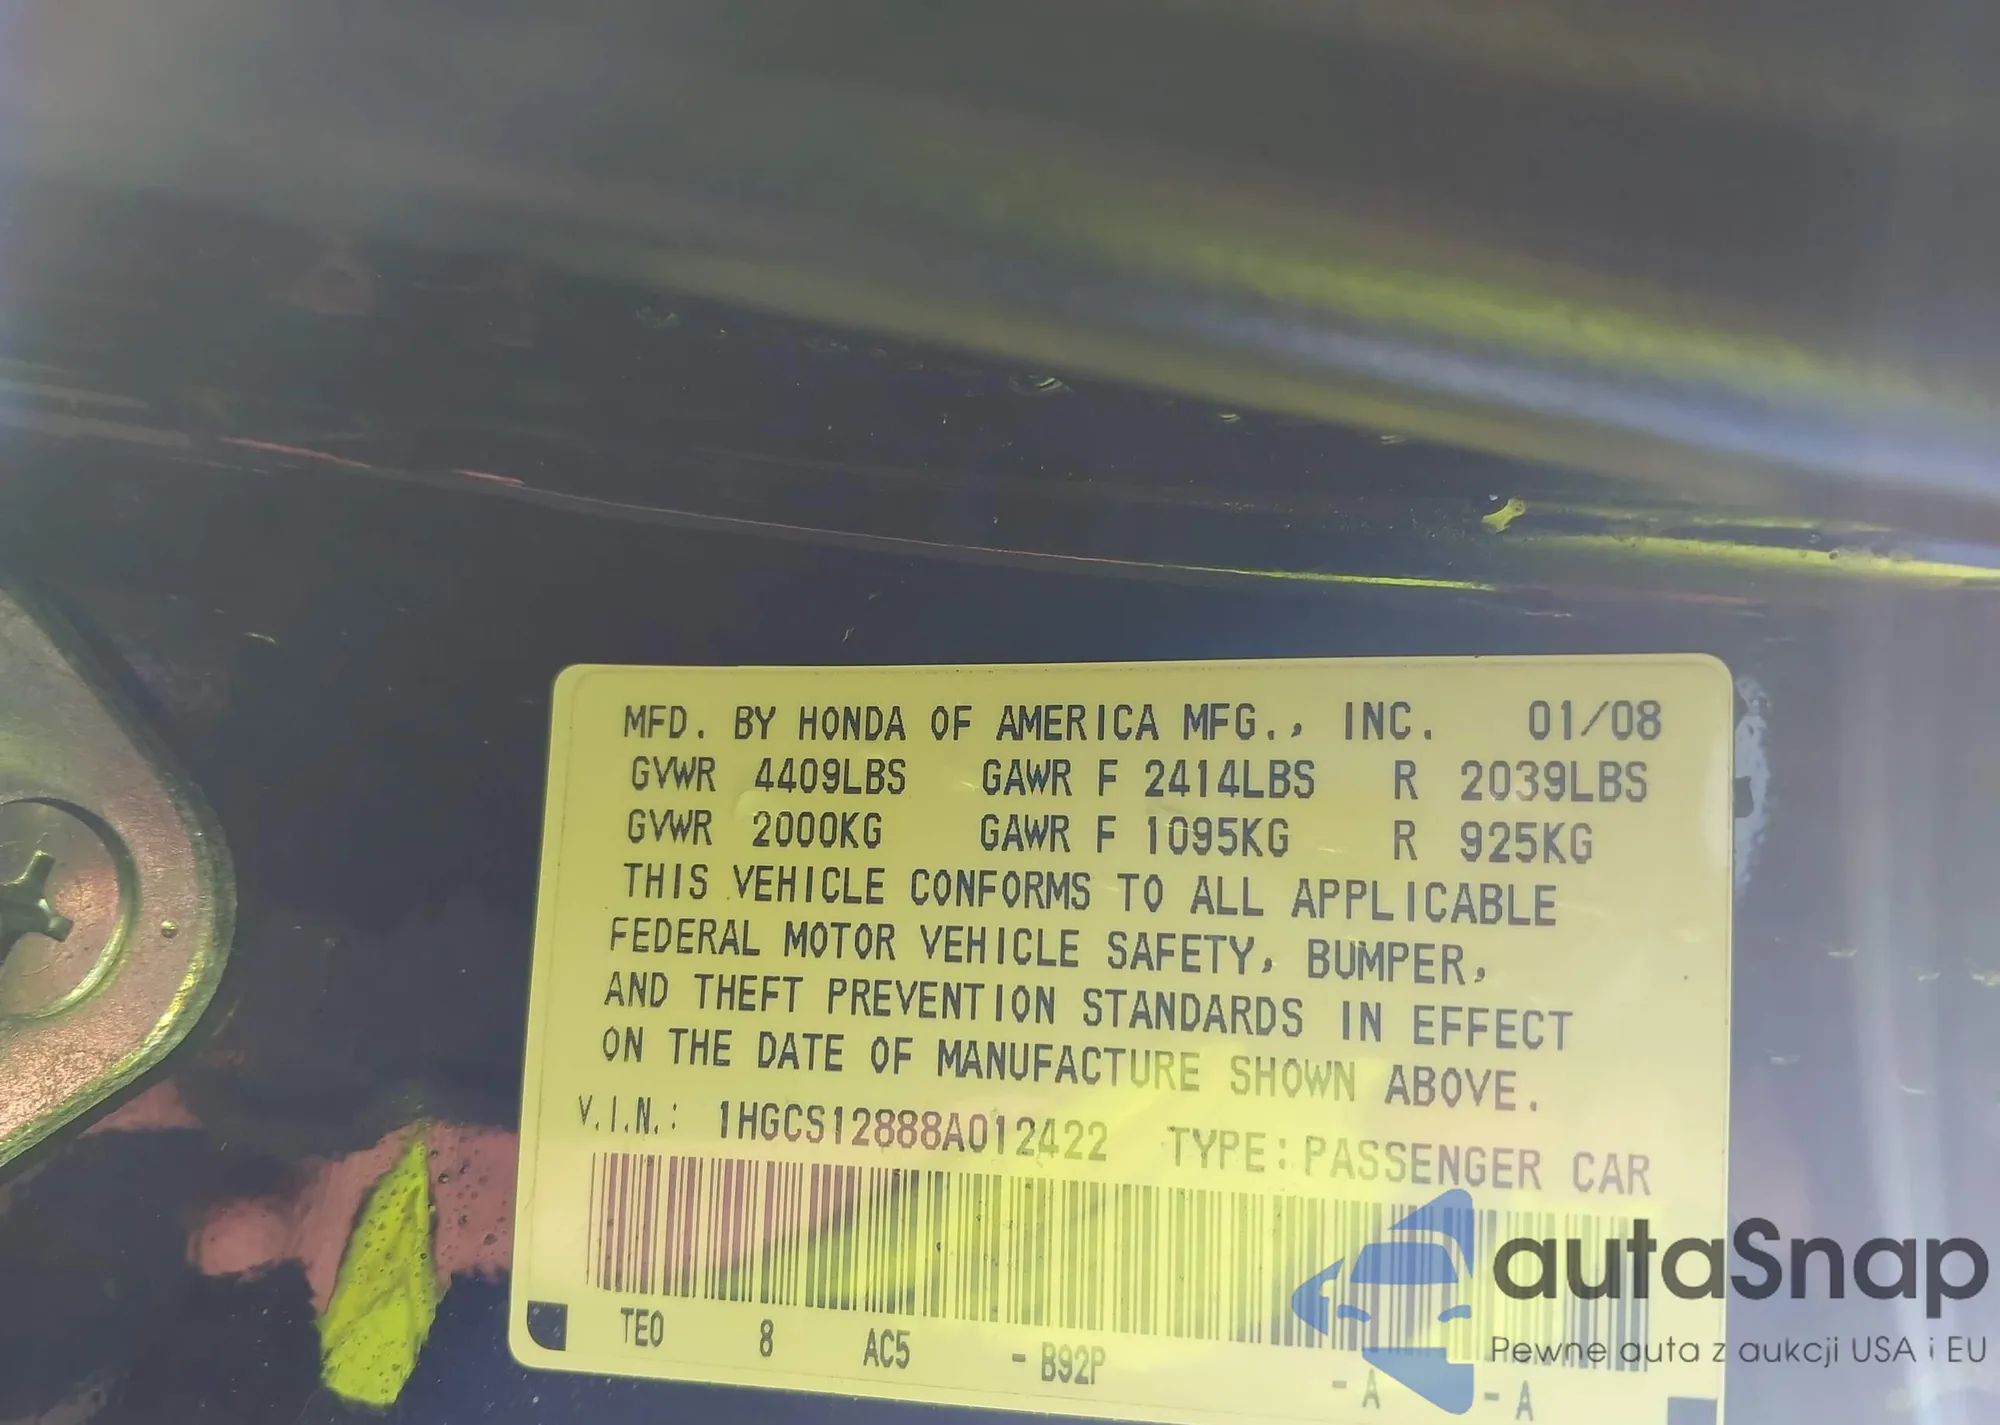 MFD. BY HONDA OF AMERICA MFG., INC. 01/08
GVWR 4409LBS GAWR F 2414LBS R 2039LBS
GVWR 2000KG GAWR F 1095KG R 925KG
THIS VEHICLE CONFORMS TO ALL APPLICABLE
FEDERAL MOTOR VEHICLE SAFETY, BUMPER,
AND THEFT PREVENTION STANDARDS IN EFFECT
ON THE DATE OF MANUFACTURE SHOWN ABOVE.
V.I.N.: 1HGCS12888A012422 TYPE: PASSENGER CAR
TE0 8 AC5 - B92P - A - A
autaSnap
Pewne auta z aukcji USA i EU